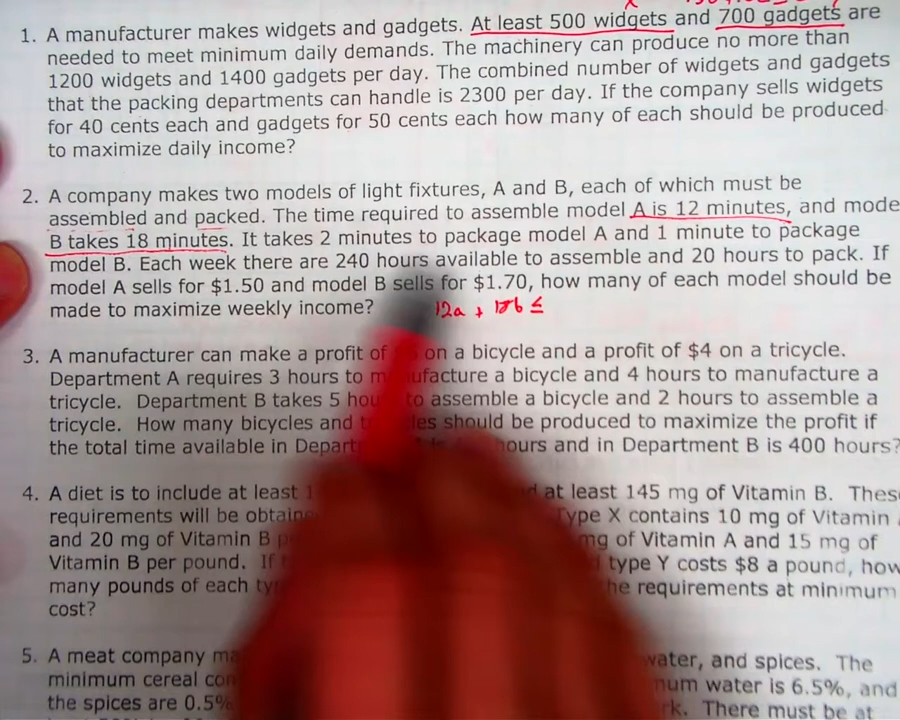 1. A manufacturer makes widgets and gadgets. At least 500 widgets and 700 gadgets are
needed to meet minimum daily demands. The machinery can produce no more than
1200 widgets and 1400 gadgets per day. The combined number of widgets and gadgets
that the packing departments can handle is 2300 per day. If the company sells widgets
for 40 cents each and gadgets for 50 cents each how many of each should be produced
to maximize daily income?
2. A company makes two models of light fixtures, A and B, each of which must be
assembled and packed. The time required to assemble model A is 12 minutes, and mode
B takes 18 minutes. It takes 2 minutes to package model A and 1 minute to package
model B. Each week there are 240 hours available to assemble and 20 hours to pack. If
model A sells for $1.50 and model B sells for $1.70, how many of each model should be
made to maximize weekly income? 12a + 18b ≤
3. A manufacturer can make a profit of on a bicycle and a profit of $4 on a tricycle.
Department A requires 3 hours to manufacture a bicycle and 4 hours to manufacture a
tricycle. Department B takes 5 hou to assemble a bicycle and 2 hours to assemble a
tricycle. How many bicycles and t les should be produced to maximize the profit if
the total time available in Depart hours and in Department B is 400 hours?
4. A diet is to include at least at least 145 mg of Vitamin B. Thes
requirements will be obtaine Type X contains 10 mg of Vitamin
and 20 mg of Vitamin B p mg of Vitamin A and 15 mg of
Vitamin B per pound. If type Y costs $8 a pound, how
many pounds of each ty he requirements at minimum
cost?
5. A meat company ma water, and spices. The
minimum cereal con num water is 6.5%, and
the spices are 0.5% rk. There must be at